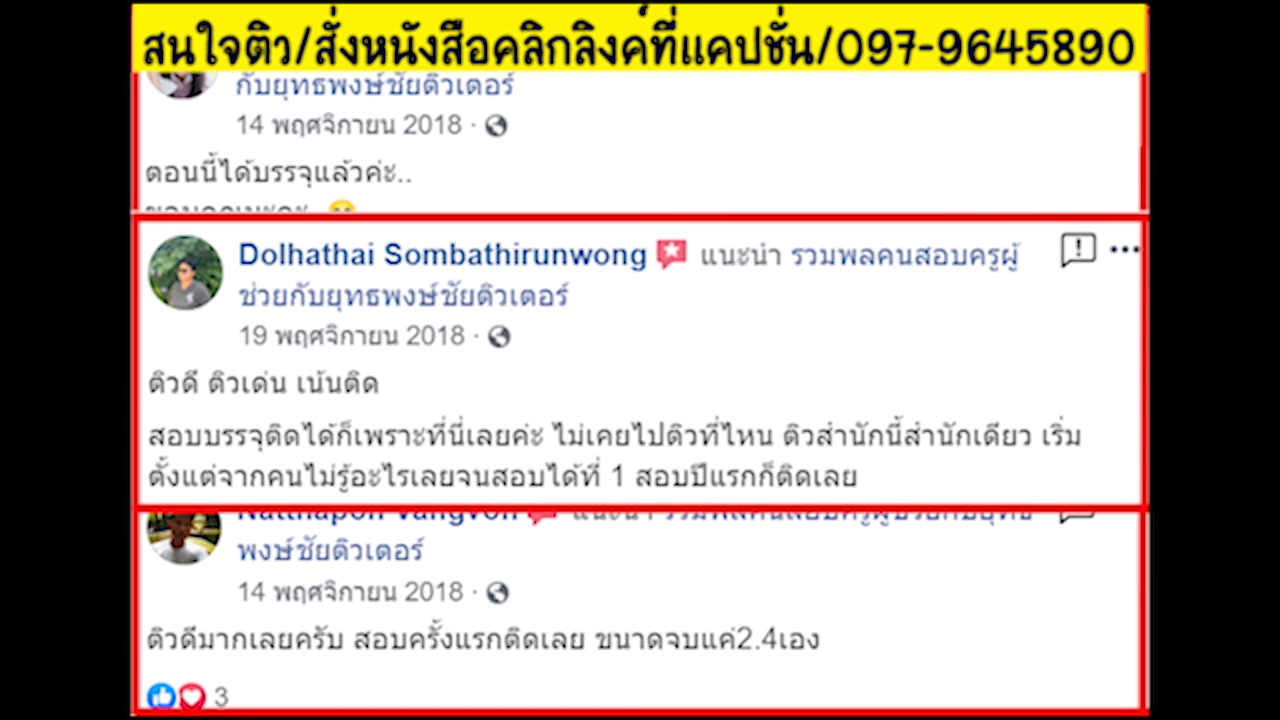 สนใจติว/สั่งหนังสือคลิกลิงค์ที่แคปชั่น/097-9645890
กับยุทธพงษ์ชัยติวเตอร์
14 พฤศจิกายน 2018 ·
ตอนนี้ได้บรรจุแล้วค่ะ..
Dolhathai Sombathirunwong แนะนำ รวมพลคนสอบครูผู้
ช่วยกับยุทธพงษ์ชัยติวเตอร์
19 พฤศจิกายน 2018 ·
ติวดี ติวเด่น เน้นติด
สอบบรรจุติดได้ก็เพราะที่นี่เลยค่ะ ไม่เคยไปติวที่ไหน ติวสำนักนี้สำนักเดียว เริ่ม
ตั้งแต่จากคนไม่รู้อะไรเลยจนสอบได้ที่ 1 สอบปีแรกก็ติดเลย
พงษ์ชัยติวเตอร์
14 พฤศจิกายน 2018 ·
ติวดีมากเลยครับ สอบครั้งแรกติดเลย ขนาดจบแค่2.4เอง
3